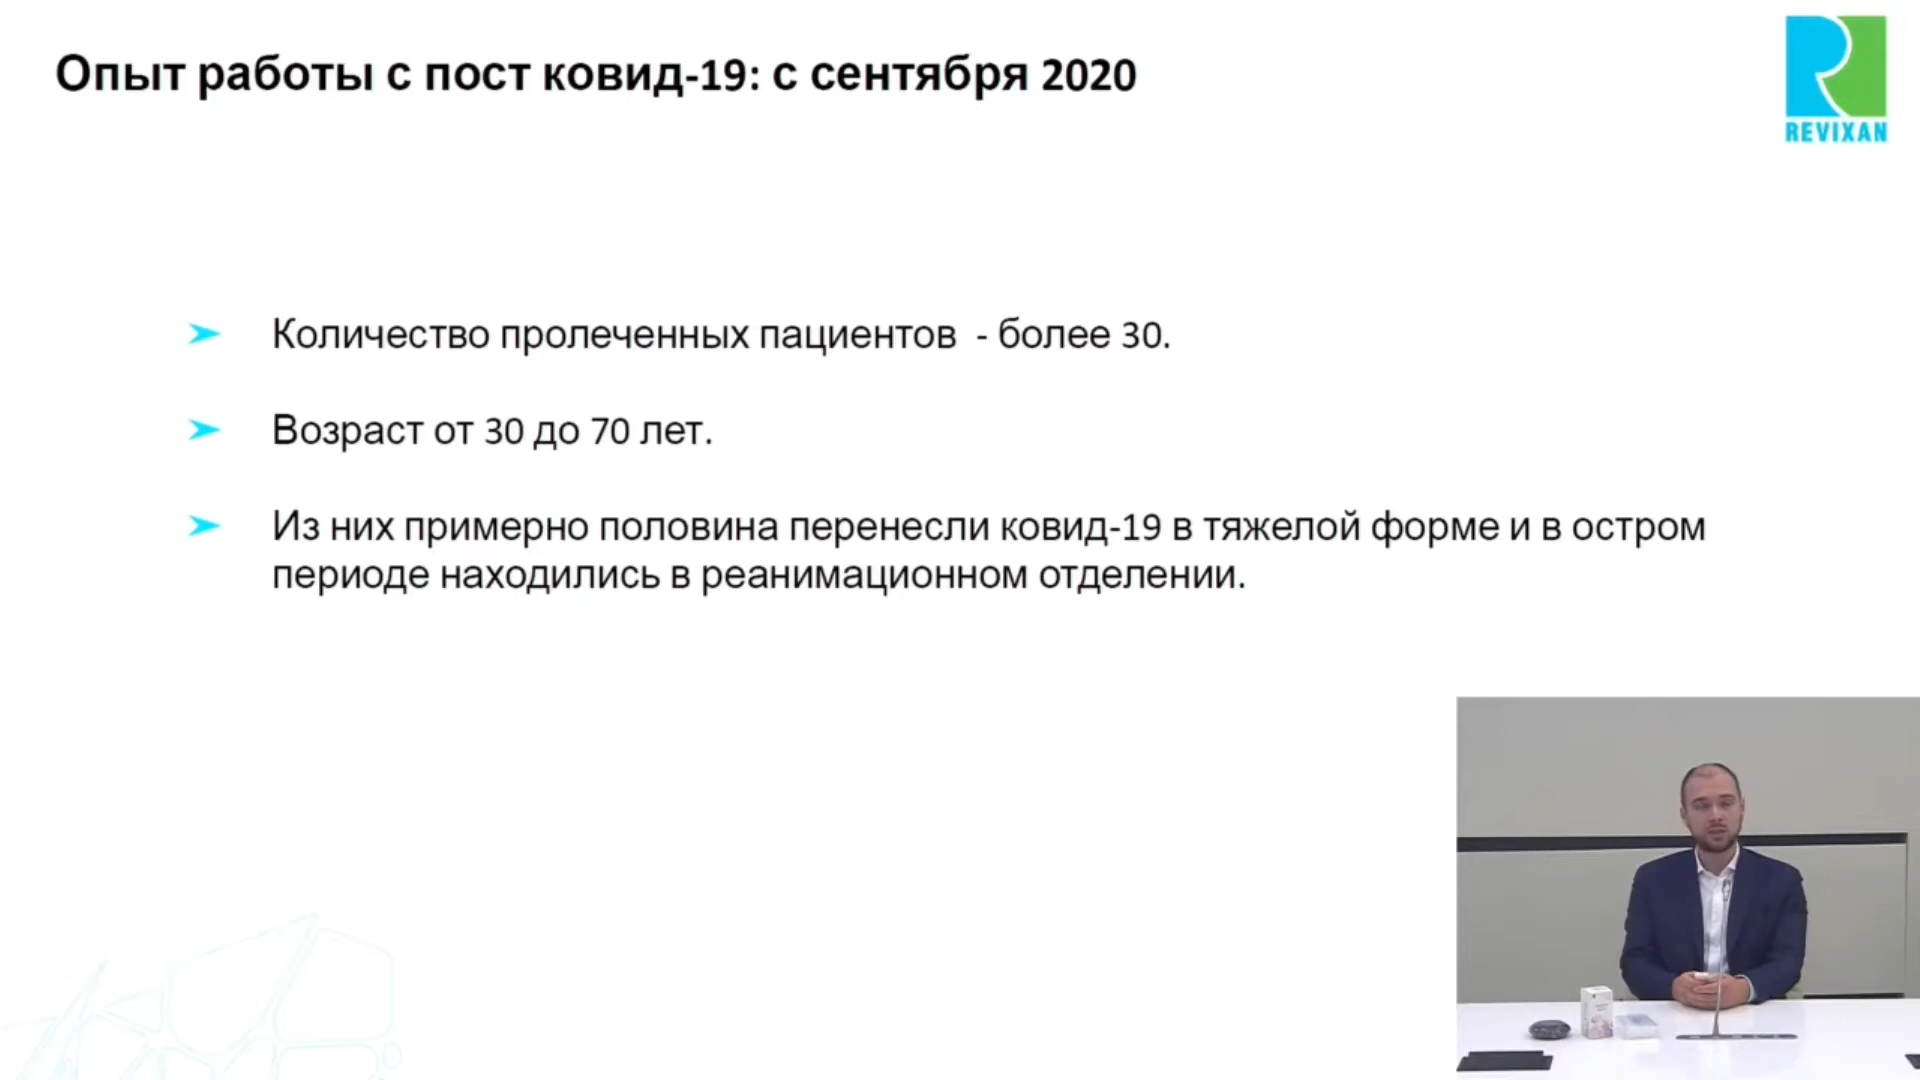 Опыт работы с пост ковид-19: с сентября 2020
REVIXAN
Количество пролеченных пациентов - более 30.
Возраст от 30 до 70 лет.
Из них примерно половина перенесли ковид-19 в тяжелой форме и в остром
периоде находились в реанимационном отделении.